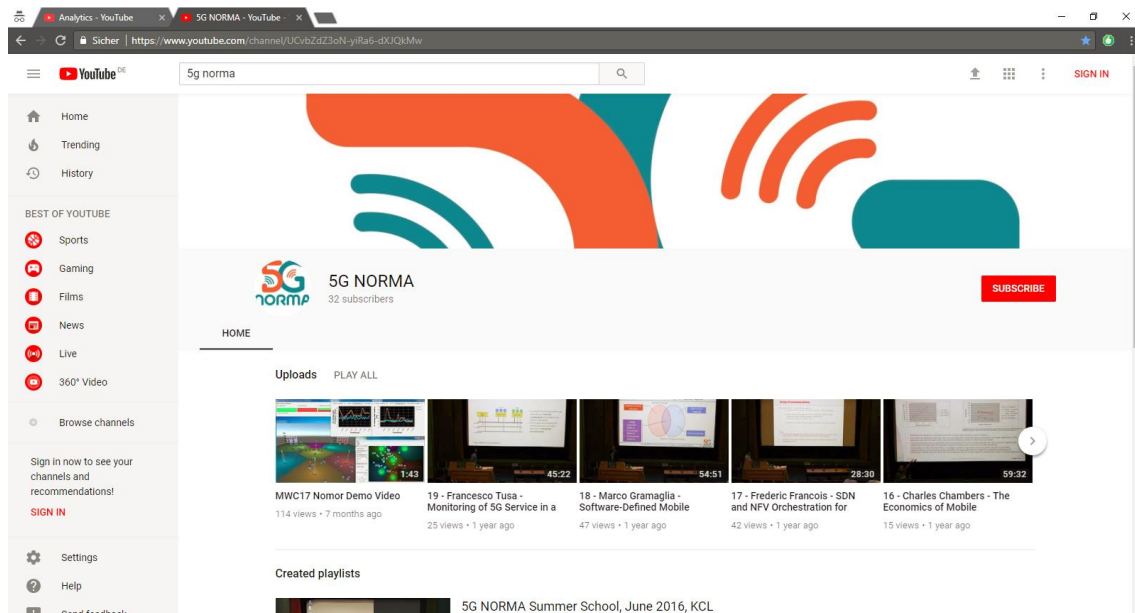 Analytics - YouTube
5G NORMA - YouTube -
Sicher | https://www.youtube.com/channel/UCvbZdZ3oN-yiRa6-dXJQkMw
YouTube DE
5g norma
SIGN IN
Home
Trending
History
BEST OF YOUTUBE
Sports
Gaming
Films
News
Live
360° Video
Browse channels
Sign in now to see your
channels and
recommendations!
SIGN IN
Settings
Help
Send feedback
5G
NORMA
5G NORMA
32 subscribers
SUBSCRIBE
HOME
Uploads PLAY ALL
1:43
45:22
54:51
28:30
59:32
MWC17 Nomor Demo Video
114 views • 7 months ago
19 - Francesco Tusa -
Monitoring of 5G Service in a
25 views • 1 year ago
18 - Marco Gramaglia -
Software-Defined Mobile
47 views • 1 year ago
17 - Frederic Francois - SDN
and NFV Orchestration for
42 views • 1 year ago
16 - Charles Chambers - The
Economics of Mobile
15 views • 1 year ago
Created playlists
5G NORMA Summer School, June 2016, KCL